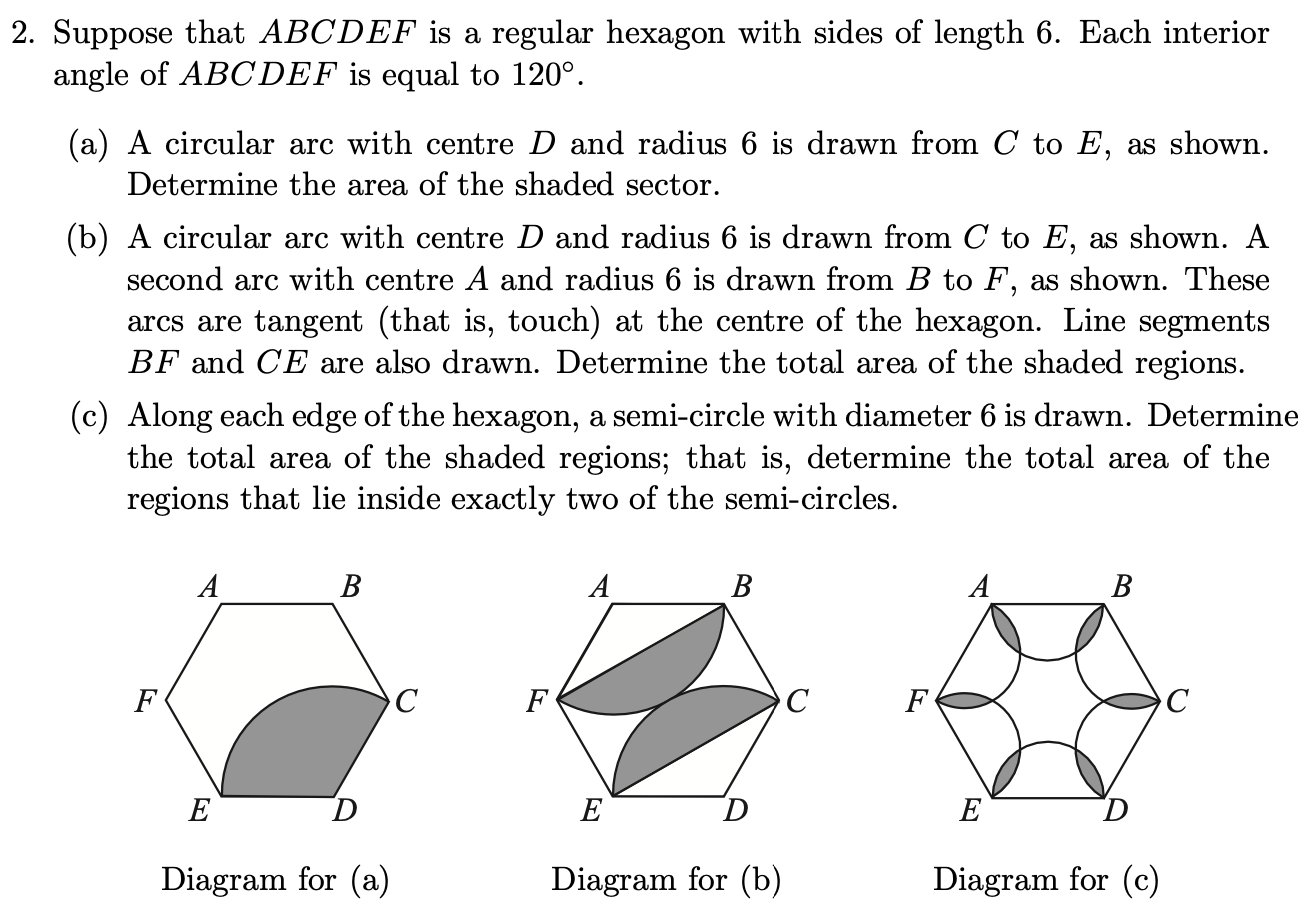 2. Suppose that ABCDEF is a regular hexagon with sides of length 6. Each interior
angle of ABCDEF is equal to 120°.
(a) A circular arc with centre D and radius 6 is drawn from C to E, as shown.
Determine the area of the shaded sector.
(b) A circular arc with centre D and radius 6 is drawn from C to E, as shown. A
second arc with centre A and radius 6 is drawn from B to F, as shown. These
arcs are tangent (that is, touch) at the centre of the hexagon. Line segments
BF and CE are also drawn. Determine the total area of the shaded regions.
(c) Along each edge of the hexagon, a semi-circle with diameter 6 is drawn. Determine
the total area of the shaded regions; that is, determine the total area of the
regions that lie inside exactly two of the semi-circles.
A B A B A B
F C F C F C
E D E D E D
Diagram for (a) Diagram for (b) Diagram for (c)